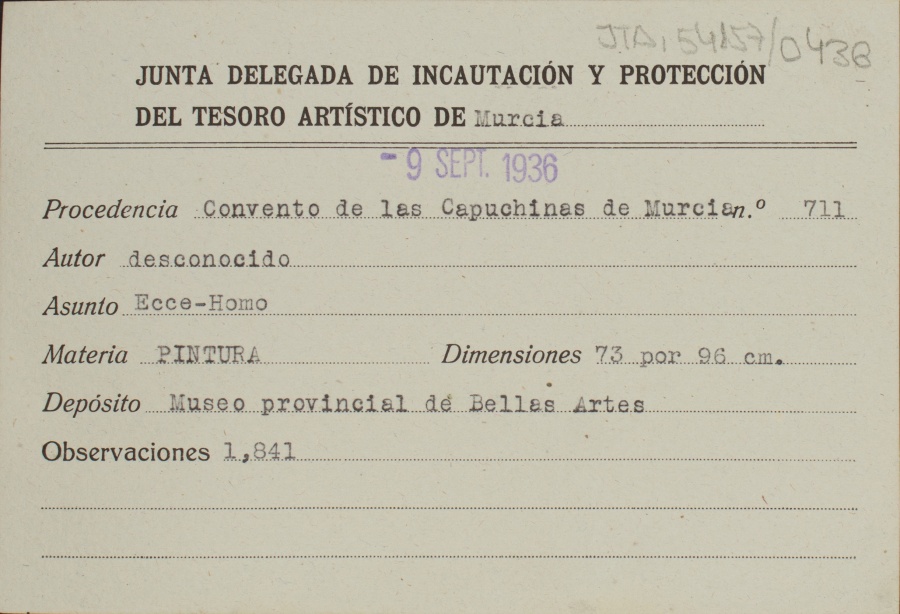 JTA, 54157/0438
JUNTA DELEGADA DE INCAUTACIÓN Y PROTECCIÓN
DEL TESORO ARTÍSTICO DE Murcia
- 9 SEPT. 1936
Procedencia Convento de las Capuchinas de Murcia n.º 711
Autor desconocido
Asunto Ecce-Homo
Materia PINTURA Dimensiones 73 por 96 cm.
Depósito Museo provincial de Bellas Artes
Observaciones 1,841